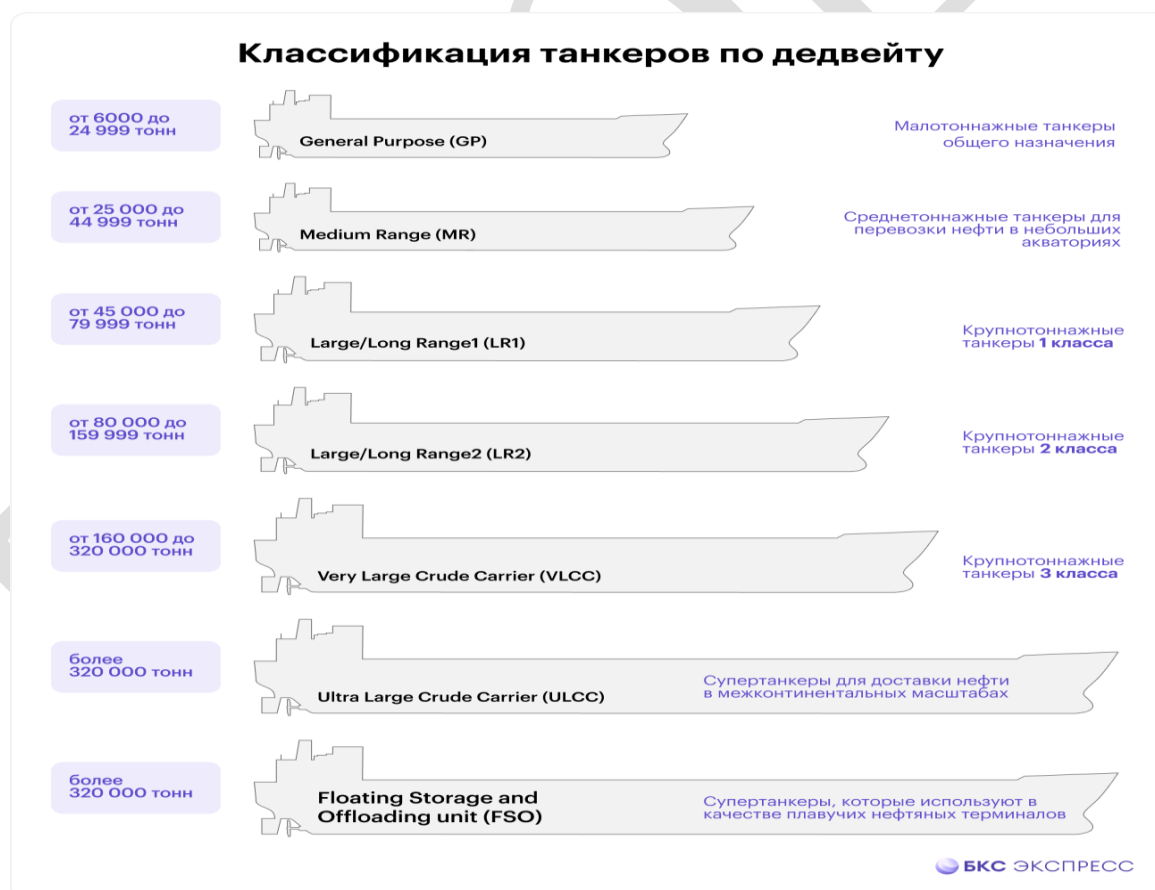 Классификация танкеров по дедвейту
от 6000 до
24 999 тонн
General Purpose (GP)
Малотоннажные танкеры
общего назначения
от 25 000 до
44 999 тонн
Medium Range (MR)
Среднетоннажные танкеры для
перевозки нефти в небольших
акваториях
от 45 000 до
79 999 тонн
Large/Long Range1 (LR1)
Крупнотоннажные
танкеры 1 класса
от 80 000 до
159 999 тонн
Large/Long Range2 (LR2)
Крупнотоннажные
танкеры 2 класса
от 160 000 до
320 000 тонн
Very Large Crude Carrier (VLCC)
Крупнотоннажные
танкеры 3 класса
более
320 000 тонн
Ultra Large Crude Carrier (ULCC)
Супертанкеры для доставки нефти
в межконтинентальных масштабах
более
320 000 тонн
Floating Storage and
Offloading unit (FSO)
Супертанкеры, которые используют в
качестве плавучих нефтяных терминалов
БКС ЭКСПРЕСС